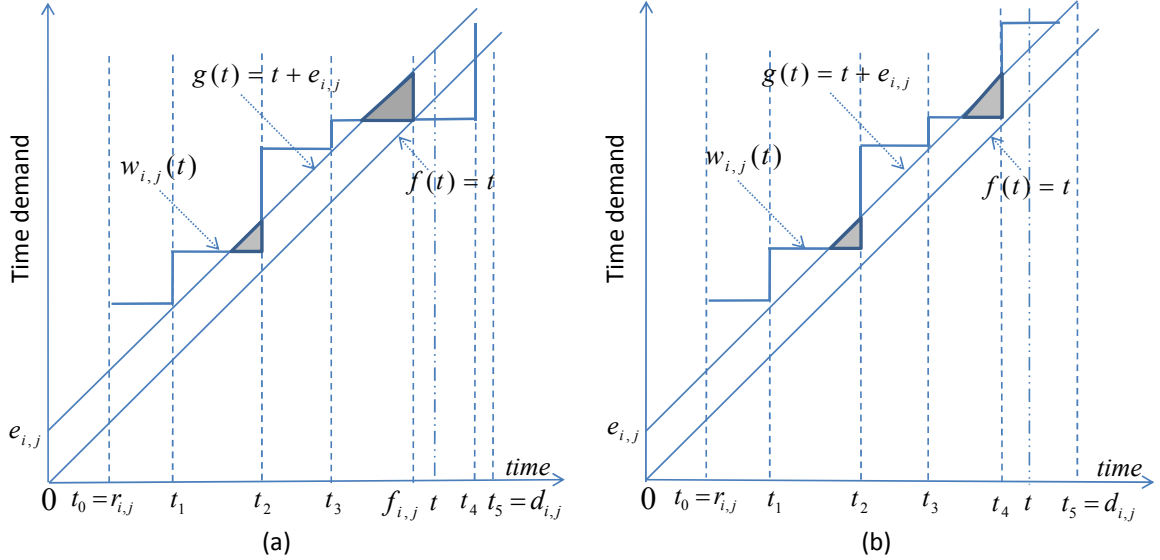 g(t) = t + e_{i,j}
w_{i,j}(t)
f(t) = t
Time demand
e_{i,j}
time
0 t_0 = r_{i,j} t_1 t_2 t_3 f_{i,j} t t_4 t_5 = d_{i,j}
(a)
g(t) = t + e_{i,j}
w_{i,j}(t)
f(t) = t
Time demand
e_{i,j}
time
0 t_0 = r_{i,j} t_1 t_2 t_3 t_4 t t_5 = d_{i,j}
(b)